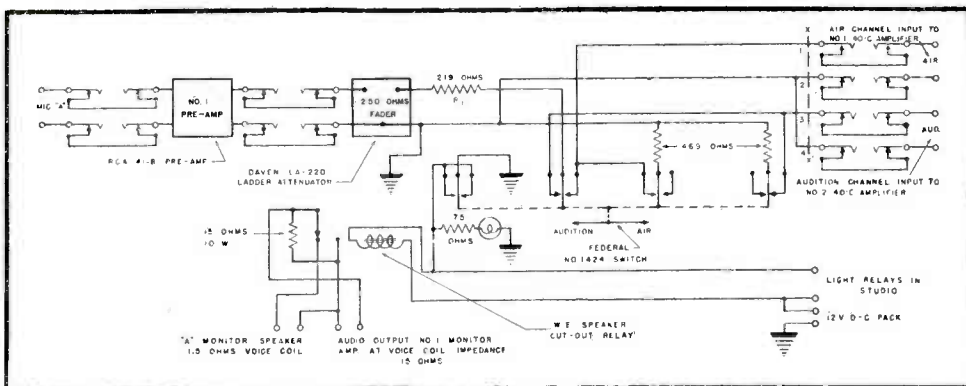 AIR CHANNEL INPUT TO
NO. 1 40-C AMPLIFIER
X
1
AIR
2
3
AUD.
4
X'
AUDITION CHANNEL INPUT TO
NO. 2 40-C AMPLIFIER
MIC "A"
NO. 1
PRE-AMP
250 OHMS
FADER
219 OHMS
R1
RCA 41-B PRE-AMP
DAVEN LA-220
LADDER ATTENUATOR
469 OHMS
75
OHMS
AUDITION
AIR
FEDERAL
NO. 1424 SWITCH
15 OHMS
10 W
LIGHT RELAYS IN
STUDIO
12V D-C PACK
W.E. SPEAKER
CUT-OUT RELAY
"A" MONITOR SPEAKER
1.5 OHMS VOICE COIL
AUDIO OUTPUT NO. 1 MONITOR
AMP AT VOICE COIL IMPEDANCE
15 OHMS